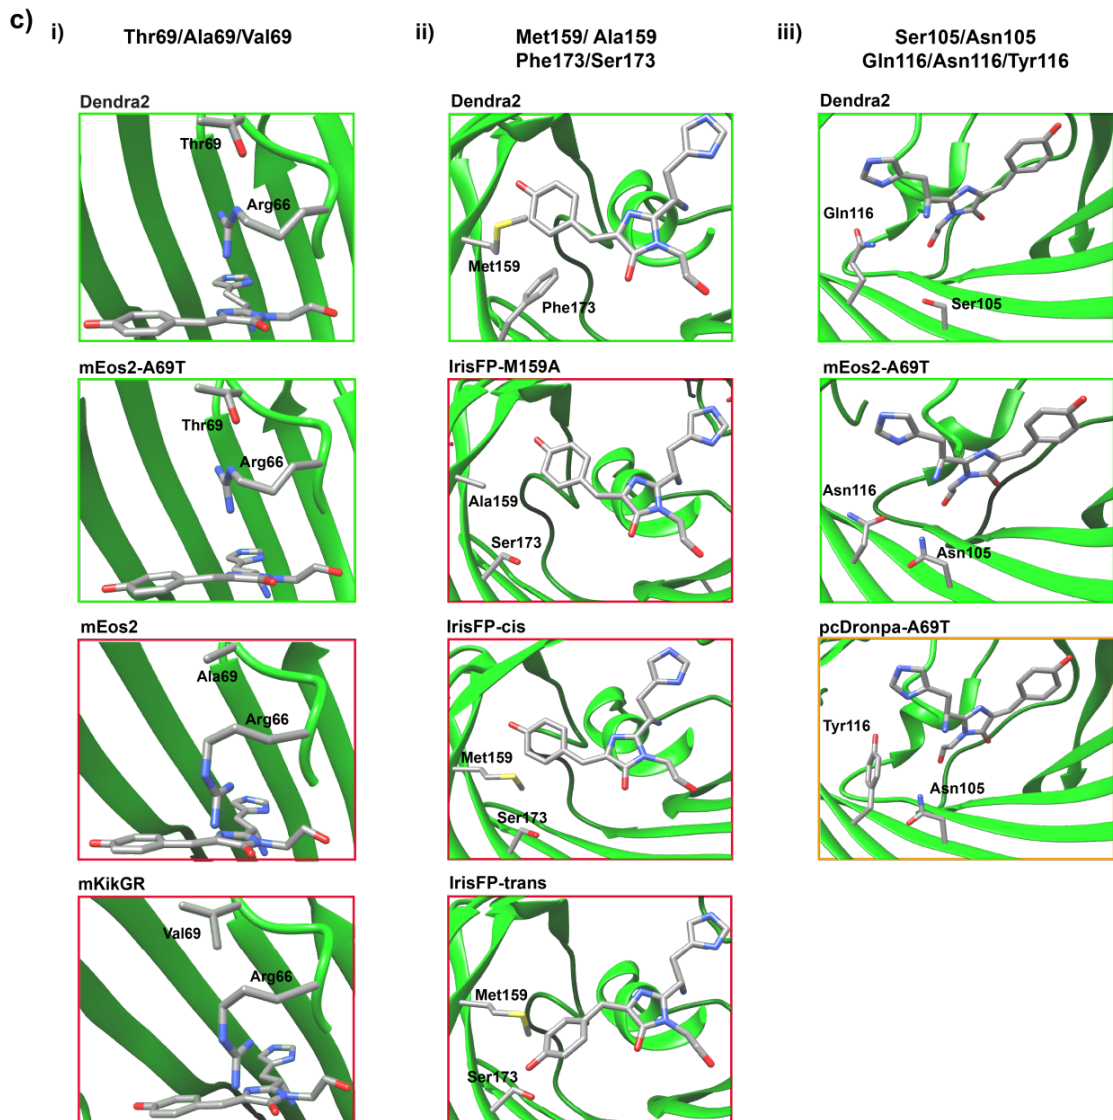 c)
i)
Thr69/Ala69/Val69
Dendra2
Thr69
Arg66
mEos2-A69T
Thr69
Arg66
mEos2
Ala69
Arg66
mKikGR
Val69
Arg66
ii)
Met159/ Ala159
Phe173/Ser173
Dendra2
Met159
Phe173
IrisFP-M159A
Ala159
Ser173
IrisFP-cis
Met159
Ser173
IrisFP-trans
Met159
Ser173
iii)
Ser105/Asn105
Gln116/Asn116/Tyr116
Dendra2
Gln116
Ser105
mEos2-A69T
Asn116
Asn105
pcDronpa-A69T
Tyr116
Asn105